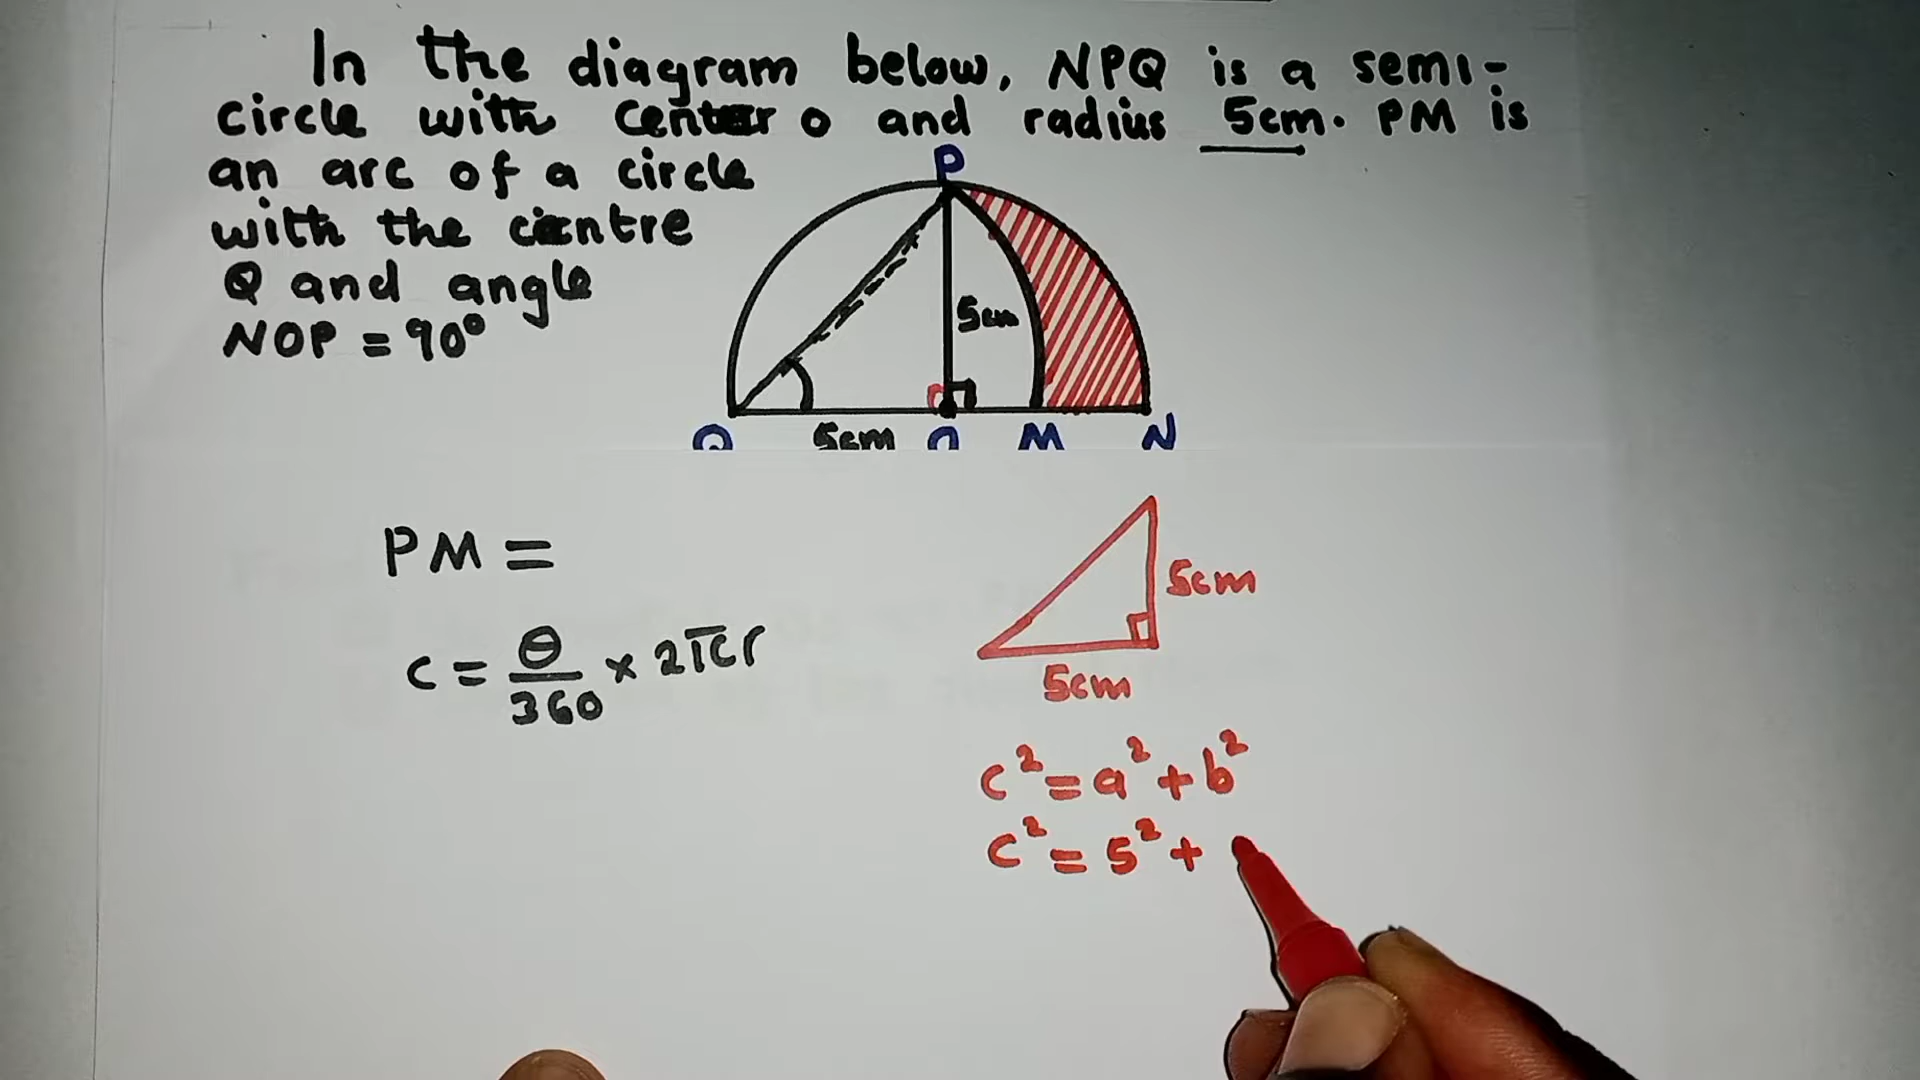 In the diagram below, NPQ is a semi-
circle with center O and radius 5cm. PM is
an arc of a circle
with the centre
Q and angle
NOP = 90°
P
5cm
Q 5cm O M N
PM =
C = θ/360 × 2πr
5cm
5cm
c² = a² + b²
c² = 5² +